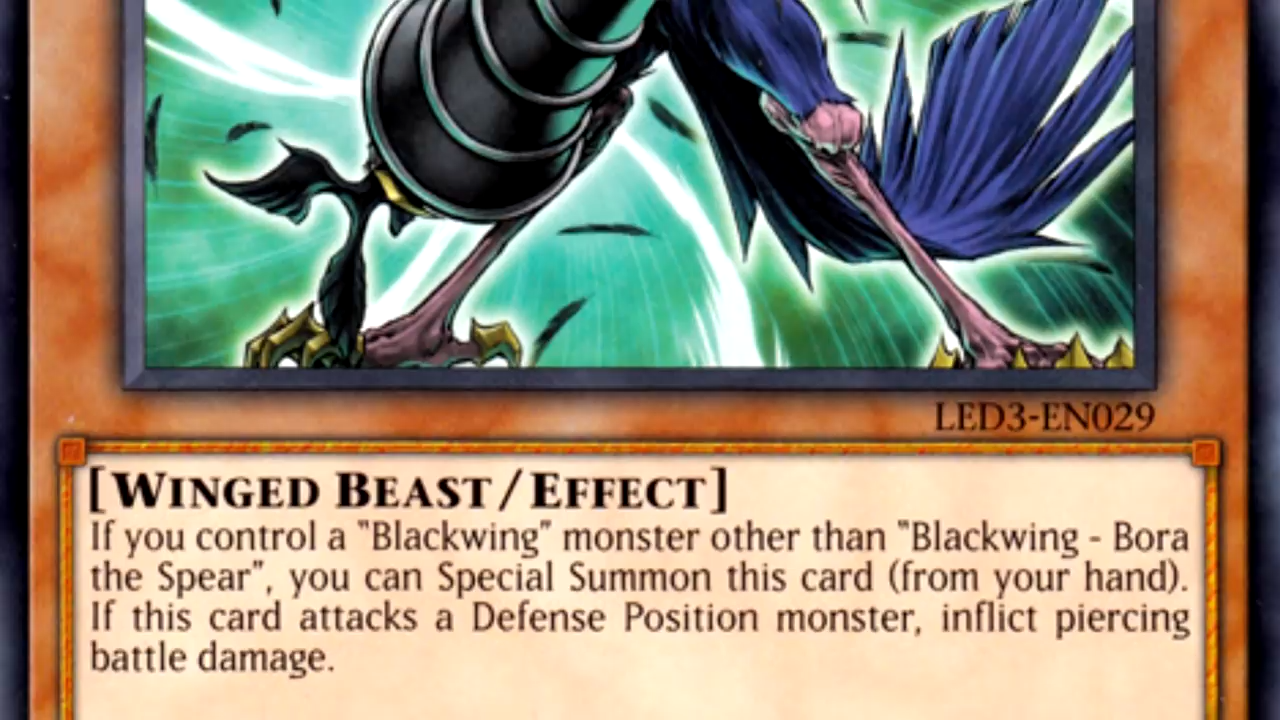 LED3-EN029
[WINGED BEAST/EFFECT]
If you control a "Blackwing" monster other than "Blackwing - Bora
the Spear", you can Special Summon this card (from your hand).
If this card attacks a Defense Position monster, inflict piercing
battle damage.